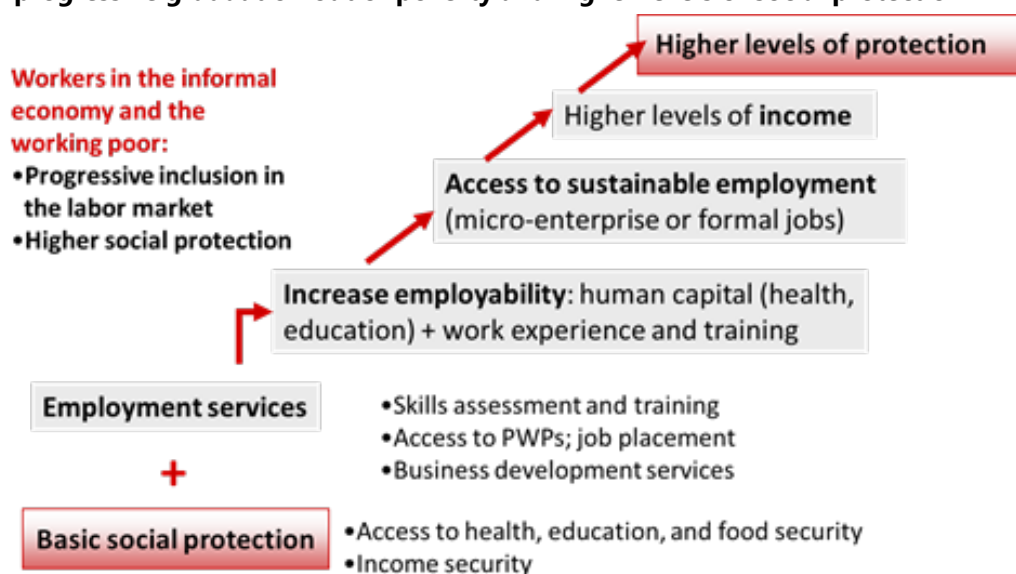 Higher levels of protection
Workers in the informal
economy and the
working poor:
•Progressive inclusion in
the labor market
•Higher social protection
Higher levels of income
Access to sustainable employment
(micro-enterprise or formal jobs)
Increase employability: human capital (health,
education) + work experience and training
Employment services
•Skills assessment and training
•Access to PWPs; job placement
•Business development services
+
Basic social protection
•Access to health, education, and food security
•Income security